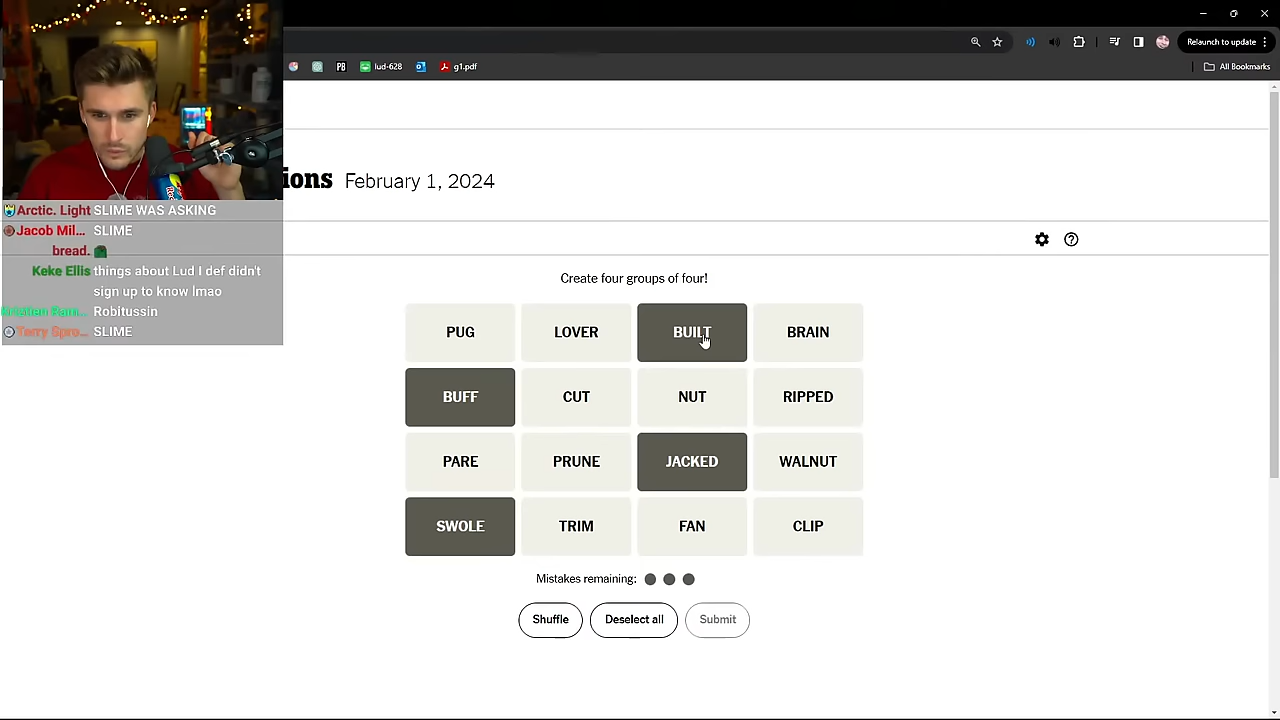 Relaunch to update
lud-628
g1.pdf
All Bookmarks
ions February 1, 2024
Arctic. Light SLIME WAS ASKING
Jacob Mil... SLIME
bread.
Keke Ellis things about Lud I def didn't
sign up to know lmao
Robitussin
Terry Spro... SLIME
Create four groups of four!
PUG LOVER BUILT BRAIN
BUFF CUT NUT RIPPED
PARE PRUNE JACKED WALNUT
SWOLE TRIM FAN CLIP
Mistakes remaining:
Shuffle Deselect all Submit